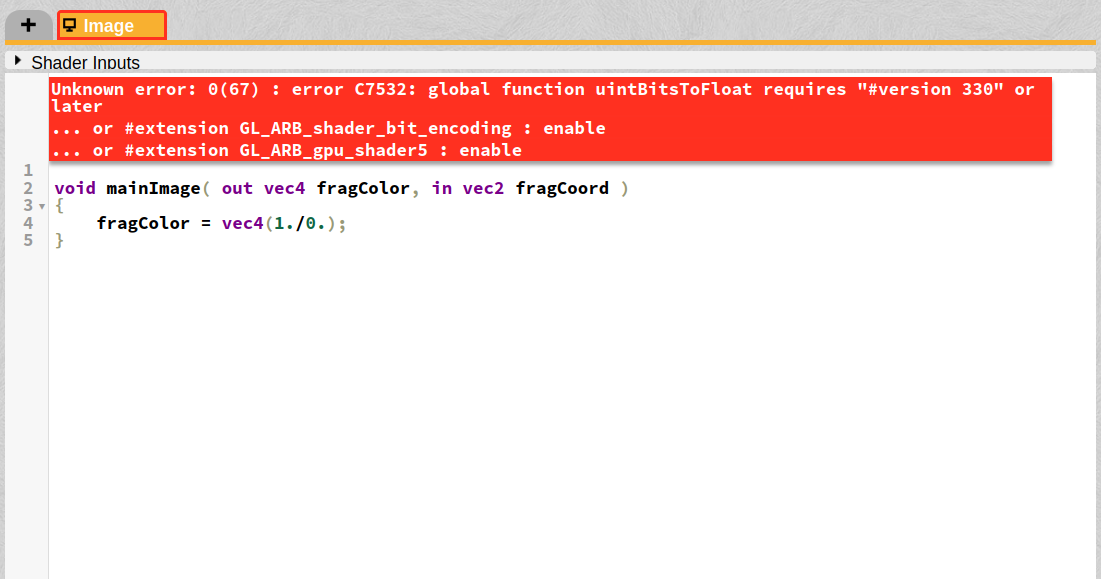 +
Image
Shader Inputs
Unknown error: 0(67) : error C7532: global function uintBitsToFloat requires "#version 330" or
later
... or #extension GL_ARB_shader_bit_encoding : enable
... or #extension GL_ARB_gpu_shader5 : enable
1
2 void mainImage( out vec4 fragColor, in vec2 fragCoord )
3 {
4     fragColor = vec4(1./0.);
5 }